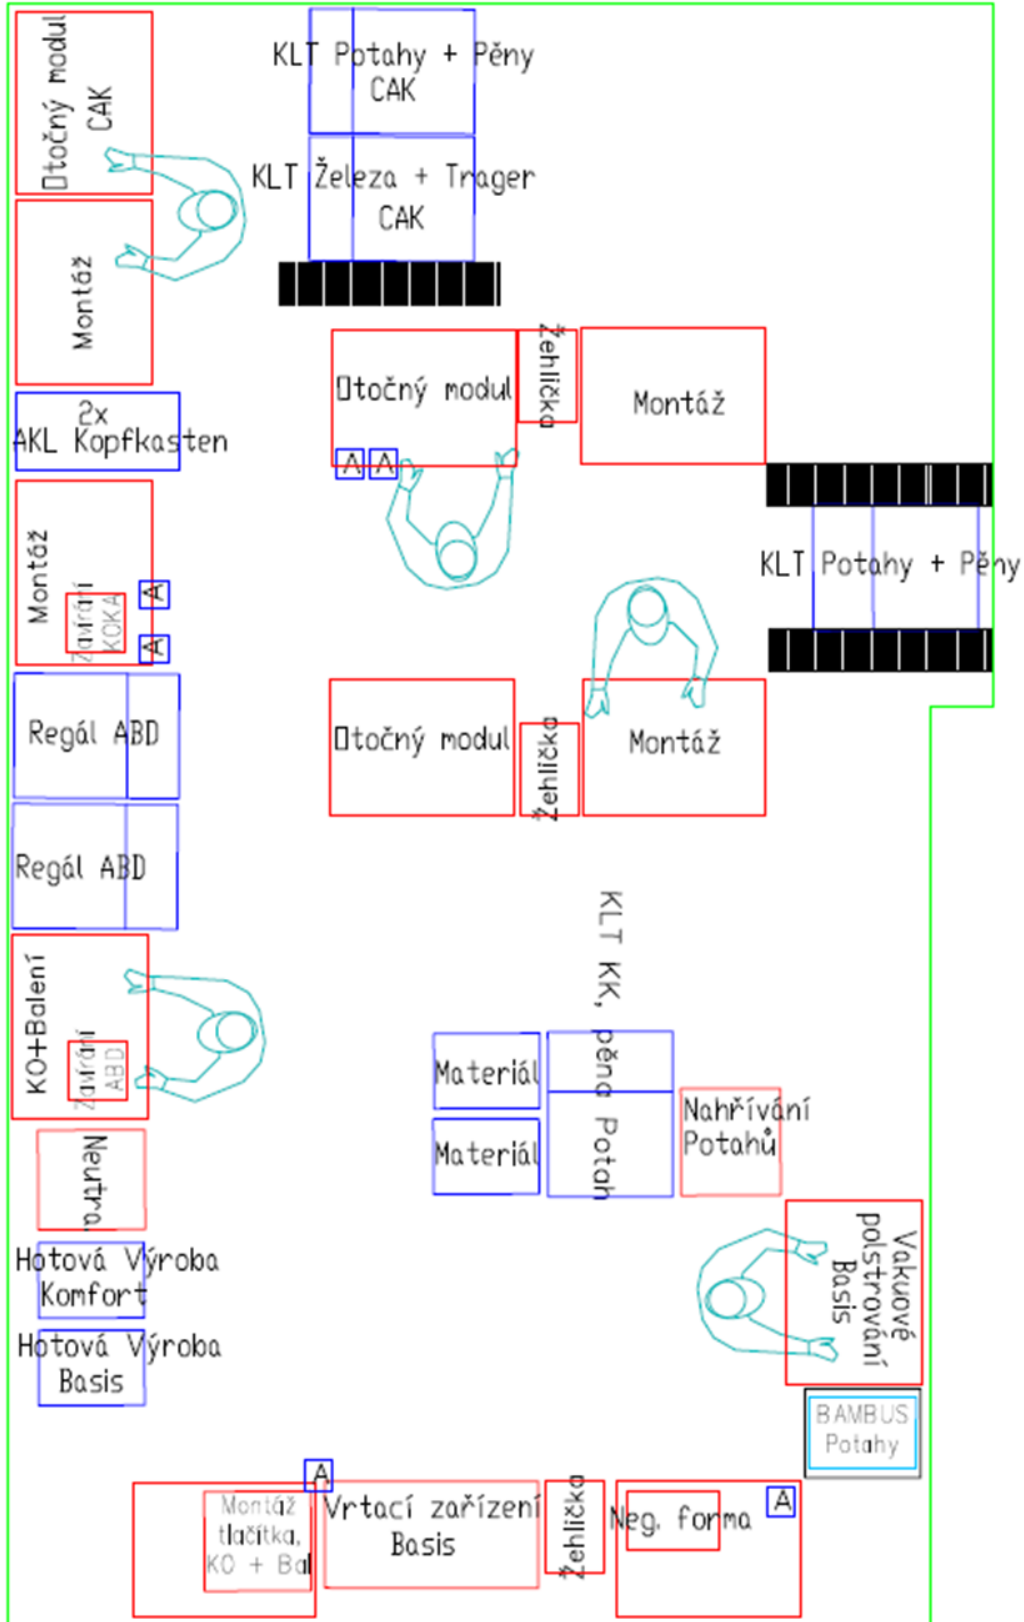 Otočný modul
CAK
KLT Potahy + Pěny
CAK
KLT Železa + Trager
CAK
Montáž
2x
AKL Kopfkasten
Otočný modul
Žehlička
Montáž
A
A
Montáž
Zavírání
KOKA
A
A
KLT Potahy + Pěny
Regál ABD
Otočný modul
Žehlička
Montáž
Regál ABD
KO+Balení
Zavírání
ABD
KLT KK, pěna Potah
Materiál
Materiál
Nahřívání
Potahů
Neutra.
Vakuové
polstrování
Basis
Hotová Výroba
Komfort
Hotová Výroba
Basis
BAMBUS
Potahy
A
Montáž
tlačítka,
KO + Bal
Vrtací zařízení
Basis
Žehlička
Neg. forma
A